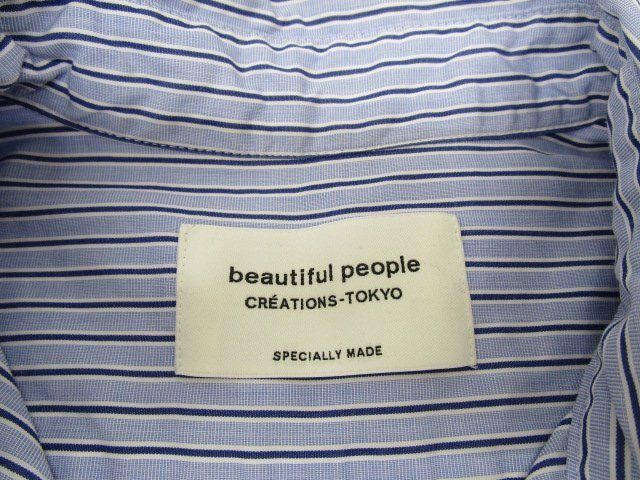 beautiful people
CRÉATIONS-TOKYO
SPECIALLY MADE